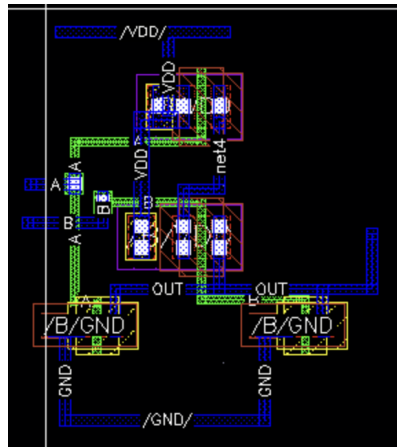 /VDD/
VDD
A
VDD
net4
A
B
B
B
A
OUT
OUT
A
B
/B/GND
/B/GND
GND
GND
/GND/